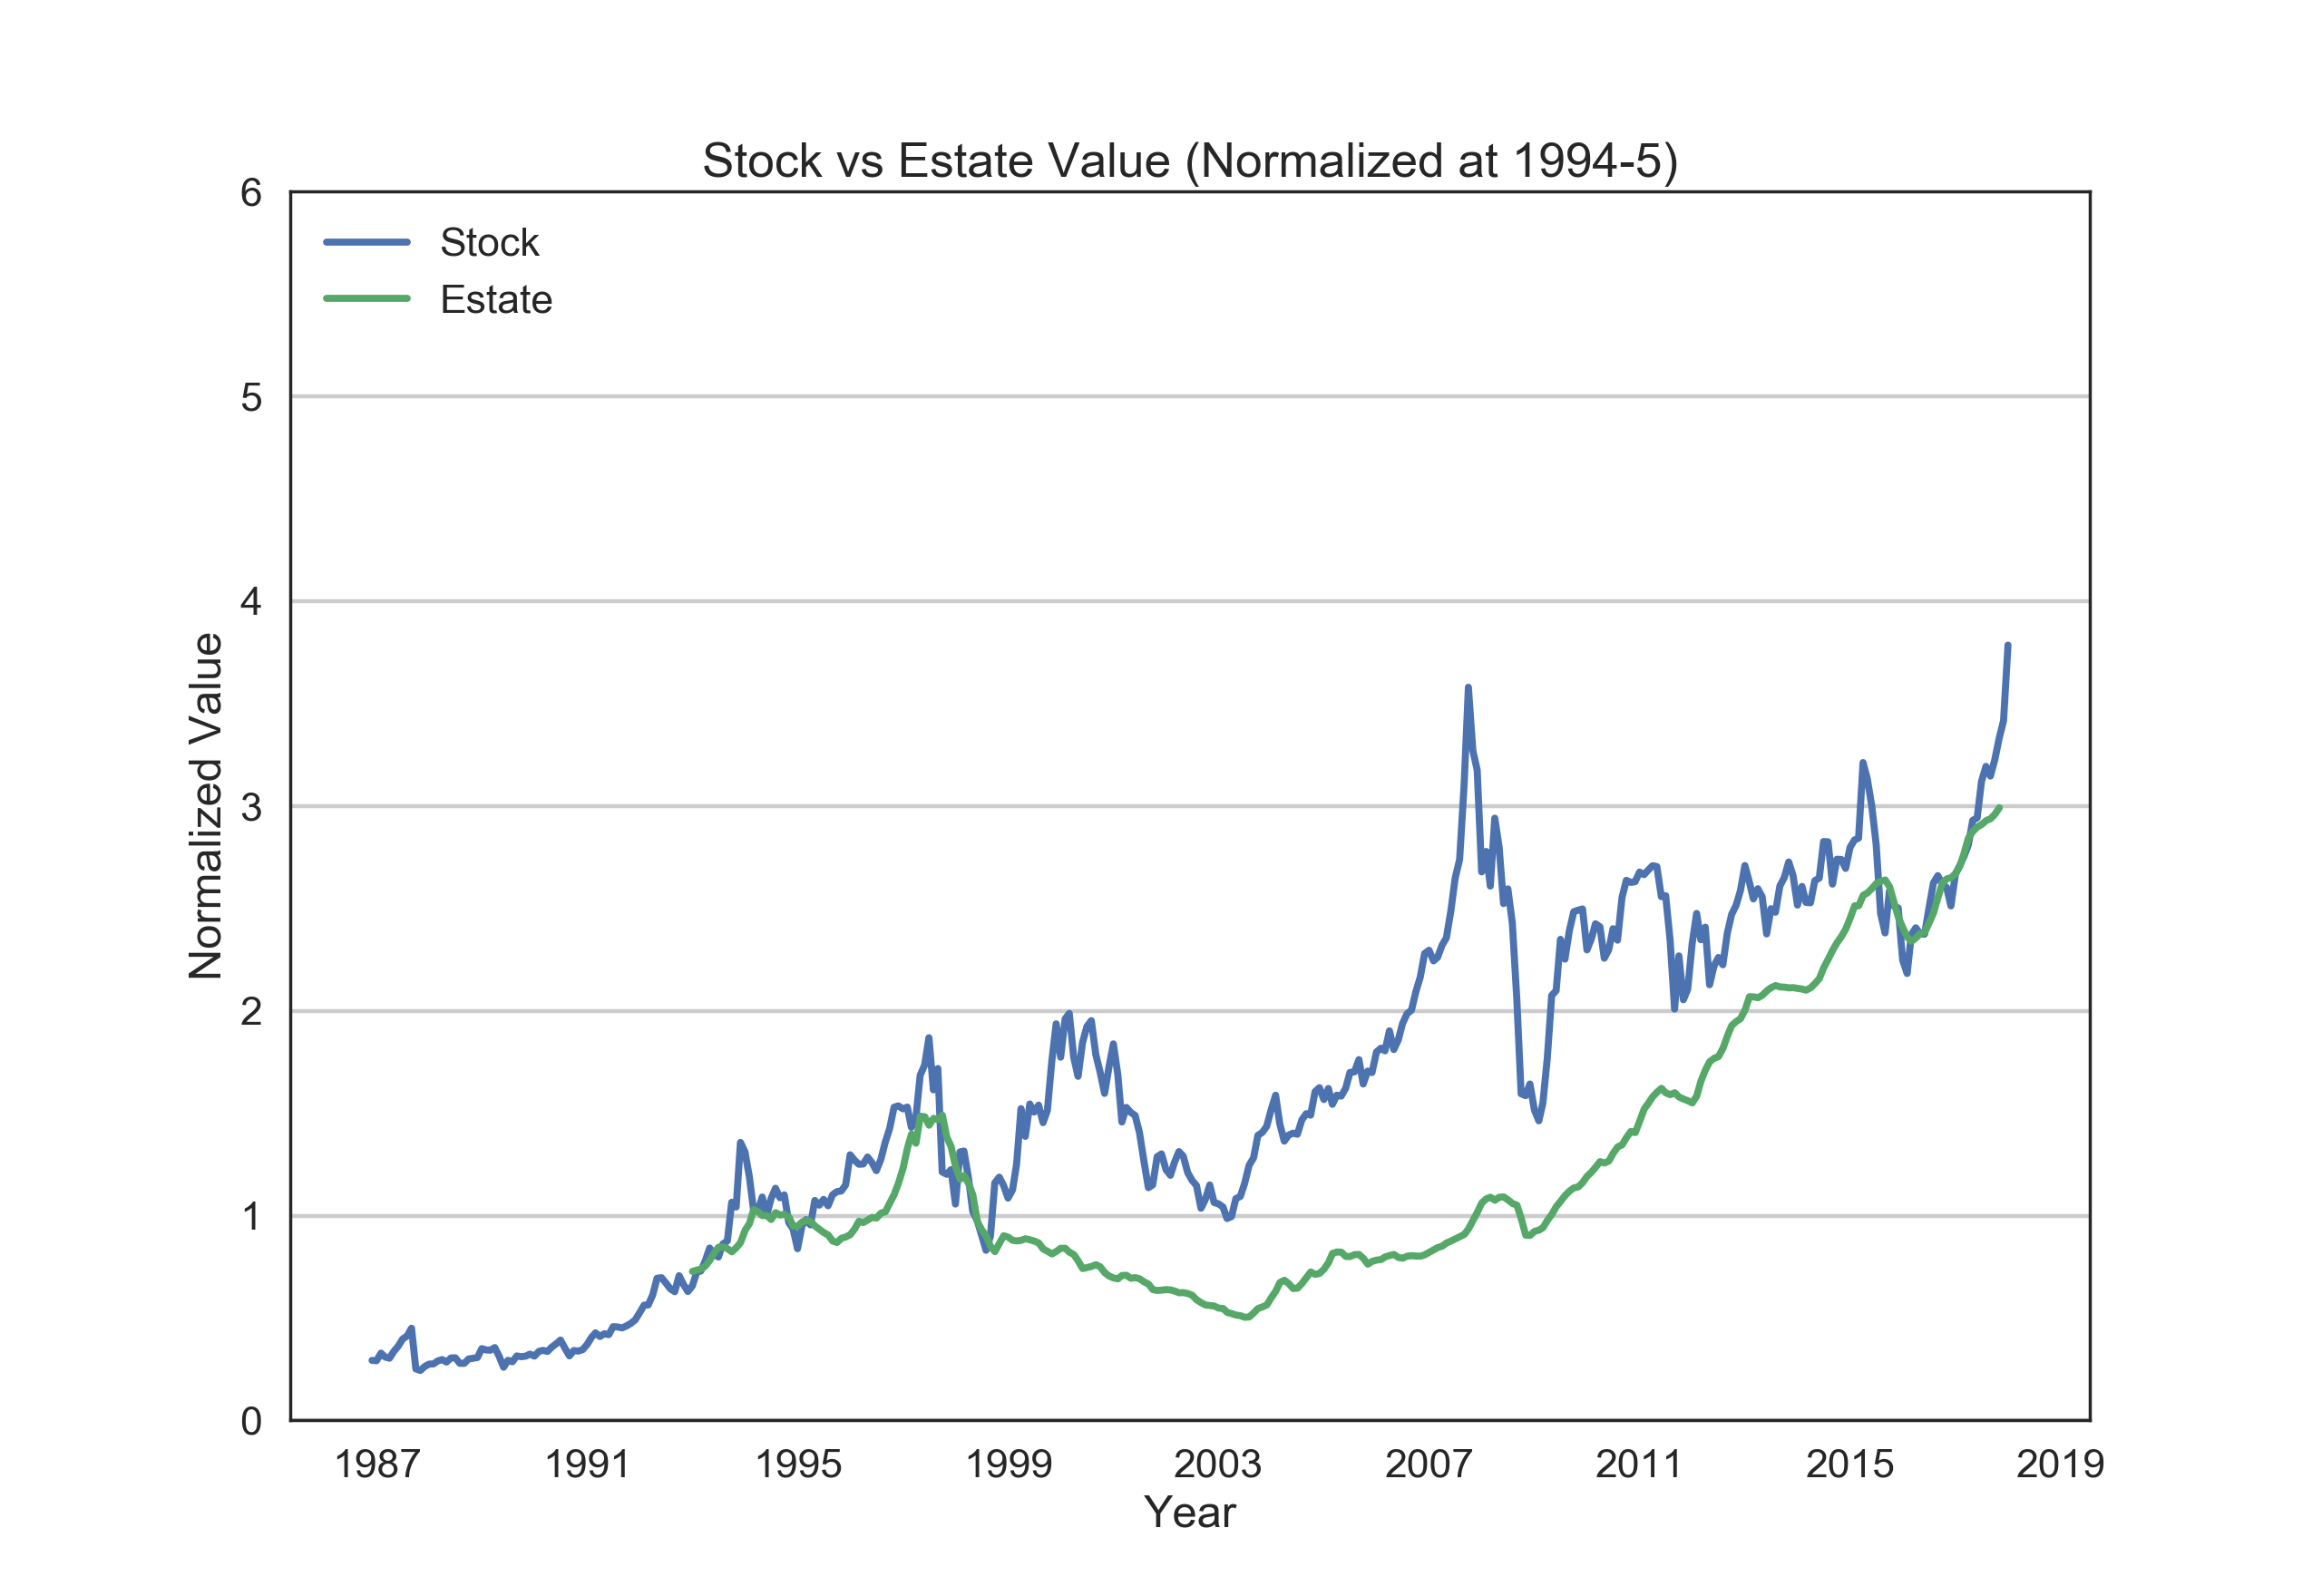 Stock vs Estate Value (Normalized at 1994-5)
6
Stock
Estate
5
4
3
2
1
0
Normalized Value
1987 1991 1995 1999 2003 2007 2011 2015 2019
Year